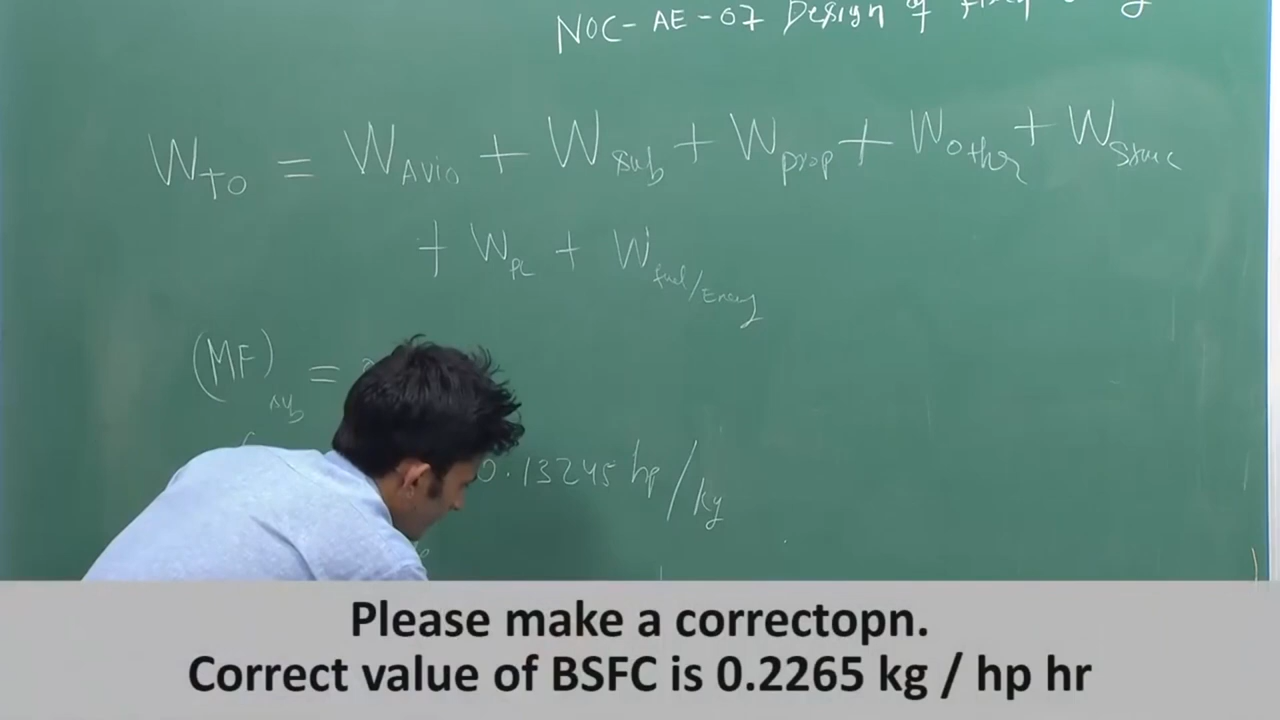 NOC-AE-07 Design of
W_TO = W_Avio + W_sub + W_prop + W_othr + W_Struc
+ W_PL + W_fuel/Energy
(MF)_sub =
0.13245 hp/kg
Please make a correctopn.
Correct value of BSFC is 0.2265 kg / hp hr